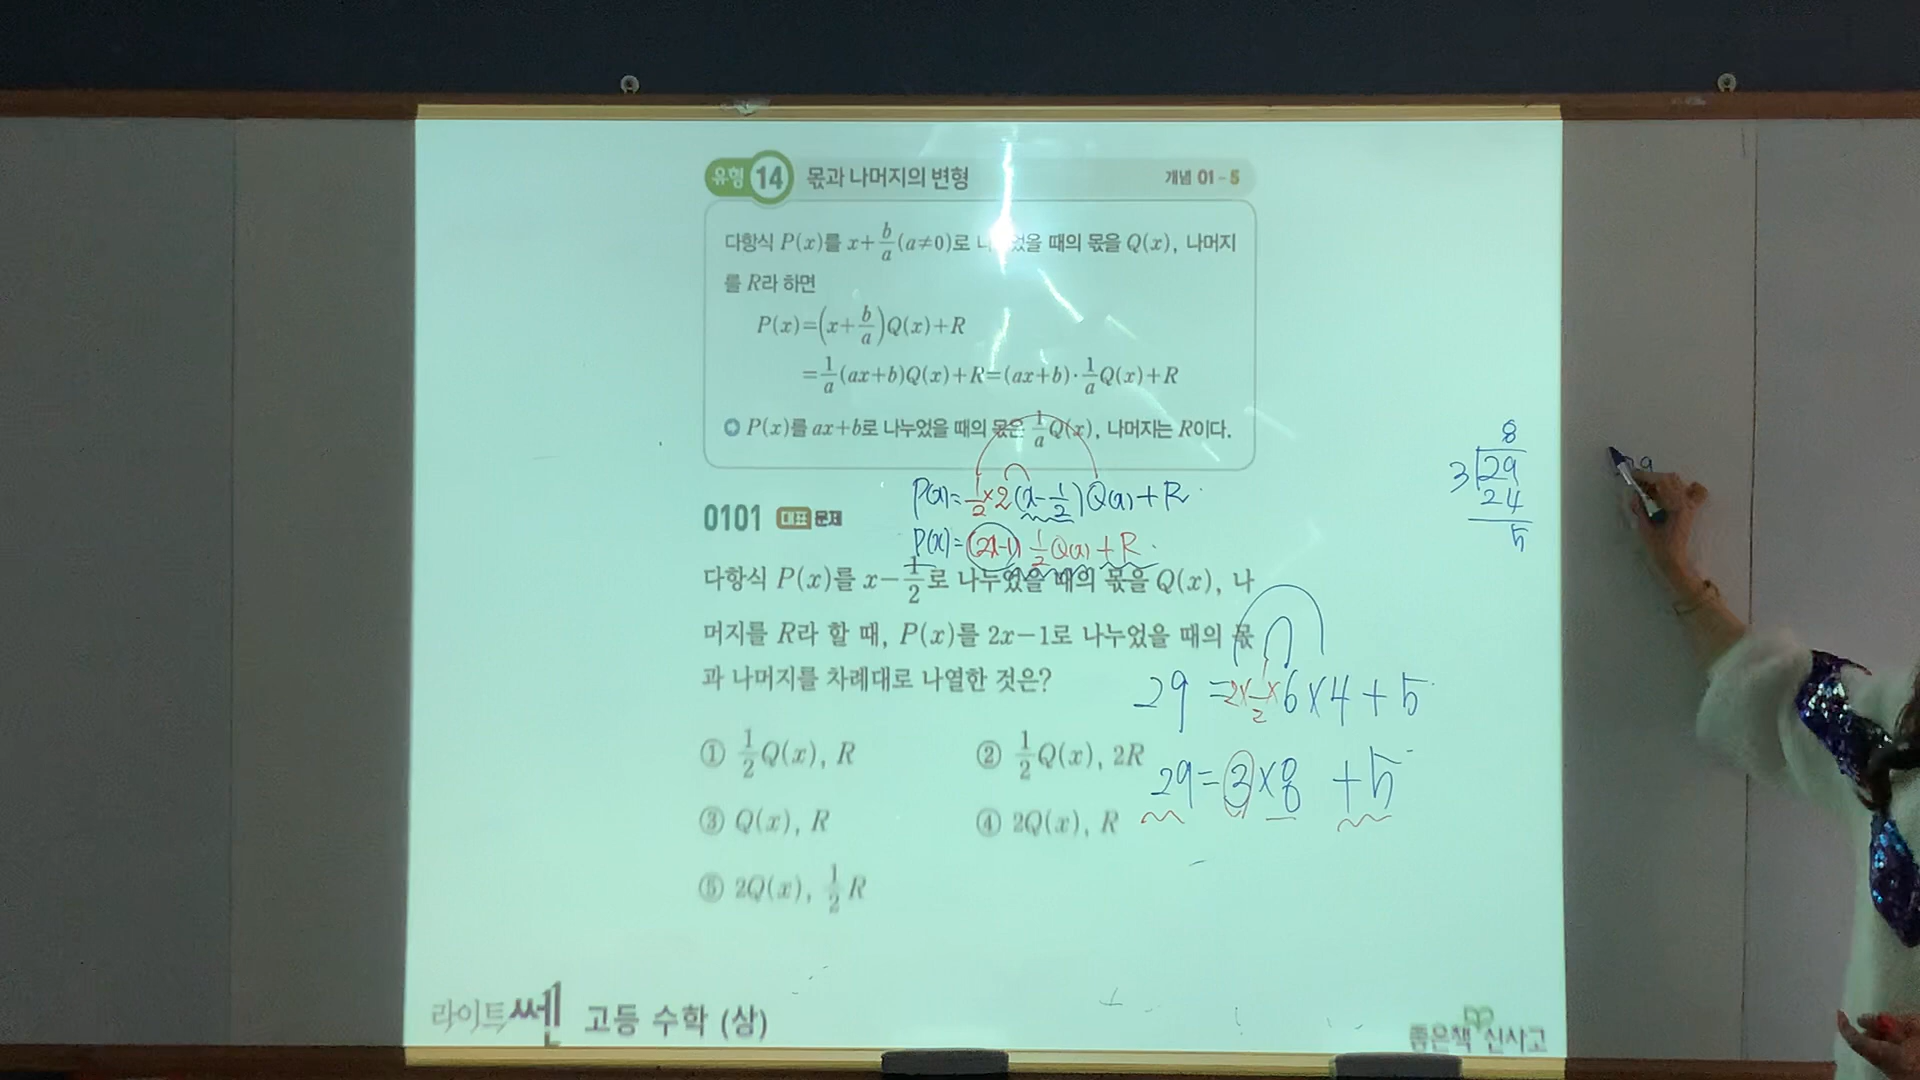 유형 14 몫과 나머지의 변형 개념 01-5
다항식 P(x)를 x+b/a(a≠0)로 나누었을 때의 몫을 Q(x), 나머지
를 R라 하면
P(x)=(x+b/a)Q(x)+R
=1/a(ax+b)Q(x)+R=(ax+b)·1/aQ(x)+R
P(x)를 ax+b로 나누었을 때의 몫은 1/aQ(x), 나머지는 R이다.
P(x)=1/2×2(x-1/2)Q(x)+R
0101 대표 문제
P(x)=(2x-1)1/2Q(x)+R
다항식 P(x)를 x-1/2로 나누었을 때의 몫을 Q(x), 나
머지를 R라 할 때, P(x)를 2x-1로 나누었을 때의 몫
과 나머지를 차례대로 나열한 것은?
① 1/2Q(x), R ② 1/2Q(x), 2R
③ Q(x), R ④ 2Q(x), R
⑤ 2Q(x), 1/2R
29=2×1/2×6×4+5
29=3×8+5
8
3 29
24
5
라이트쎈 고등 수학 (상)
좋은책 신사고